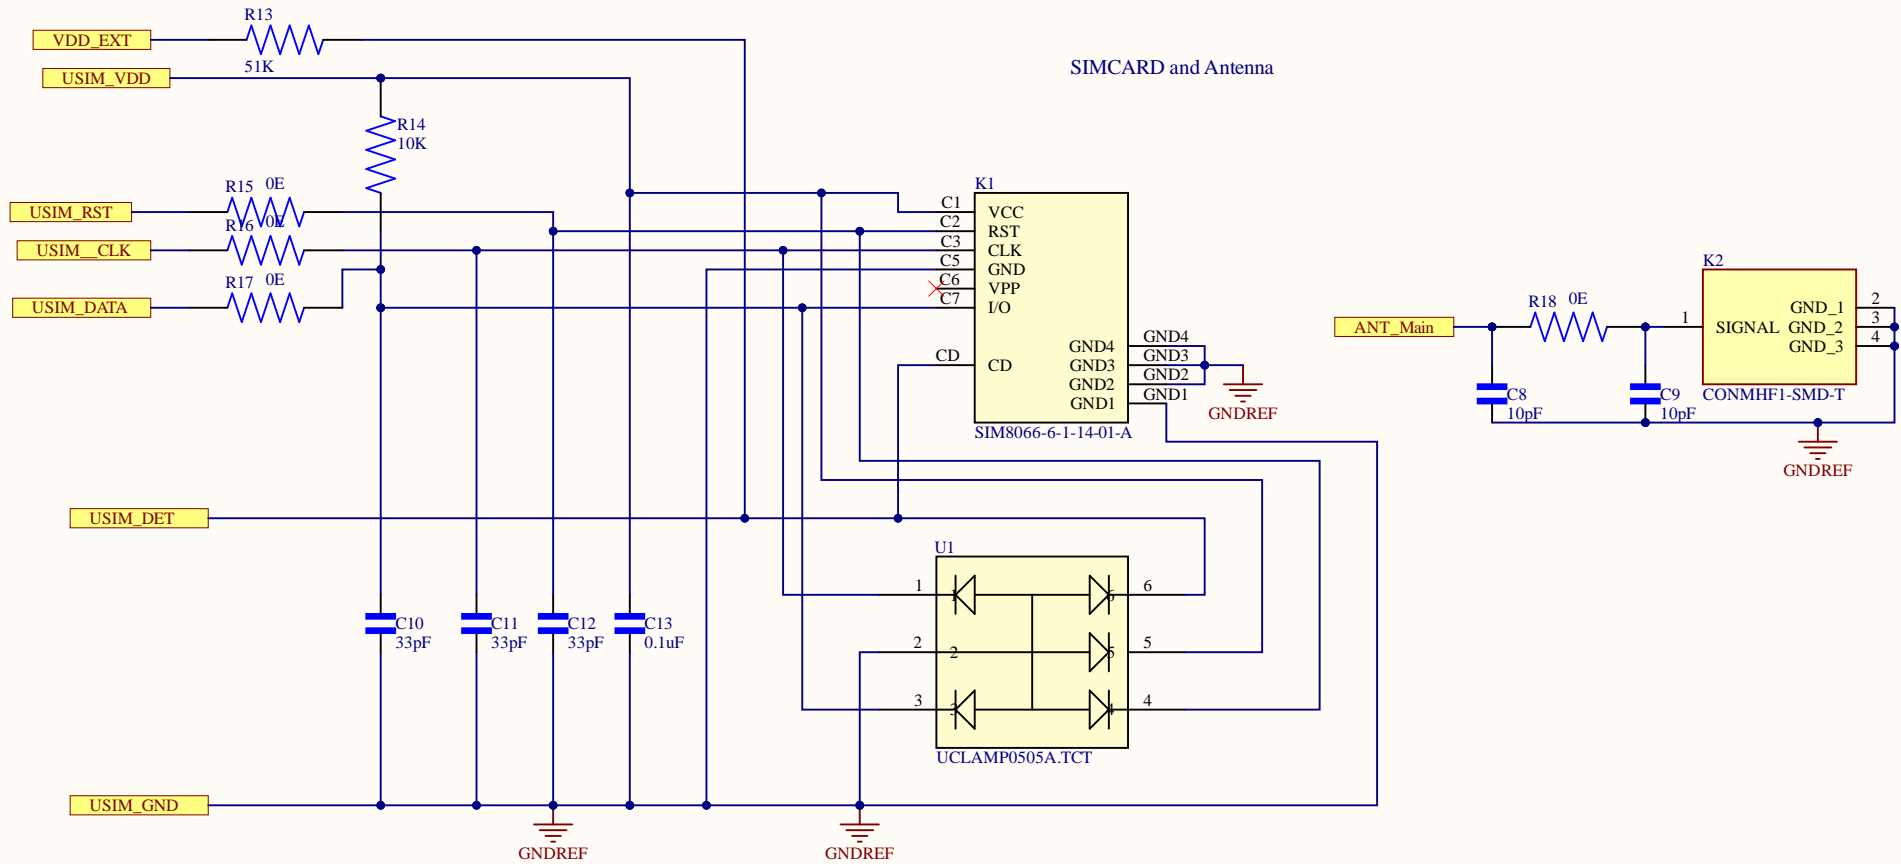 R13
VDD_EXT
51K
SIMCARD and Antenna
USIM_VDD
R14
10K
R15 0E
USIM_RST
R16 0E
USIM__CLK
R17 0E
USIM_DATA
K1
C1 VCC
C2 RST
C3 CLK
C5 GND
C6 VPP
C7 I/O
CD CD
GND4 GND4
GND3 GND3
GND2 GND2
GND1 GND1
GNDREF
SIM8066-6-1-14-01-A
K2
R18 0E
ANT_Main
1 SIGNAL
GND_1 2
GND_2 3
GND_3 4
CONMHF1-SMD-T
C8
10pF
C9
10pF
GNDREF
USIM_DET
U1
1 1 6 6
2 2 5 5
3 3 4 4
UCLAMP0505A.TCT
C10
33pF
C11
33pF
C12
33pF
C13
0.1uF
USIM_GND
GNDREF
GNDREF